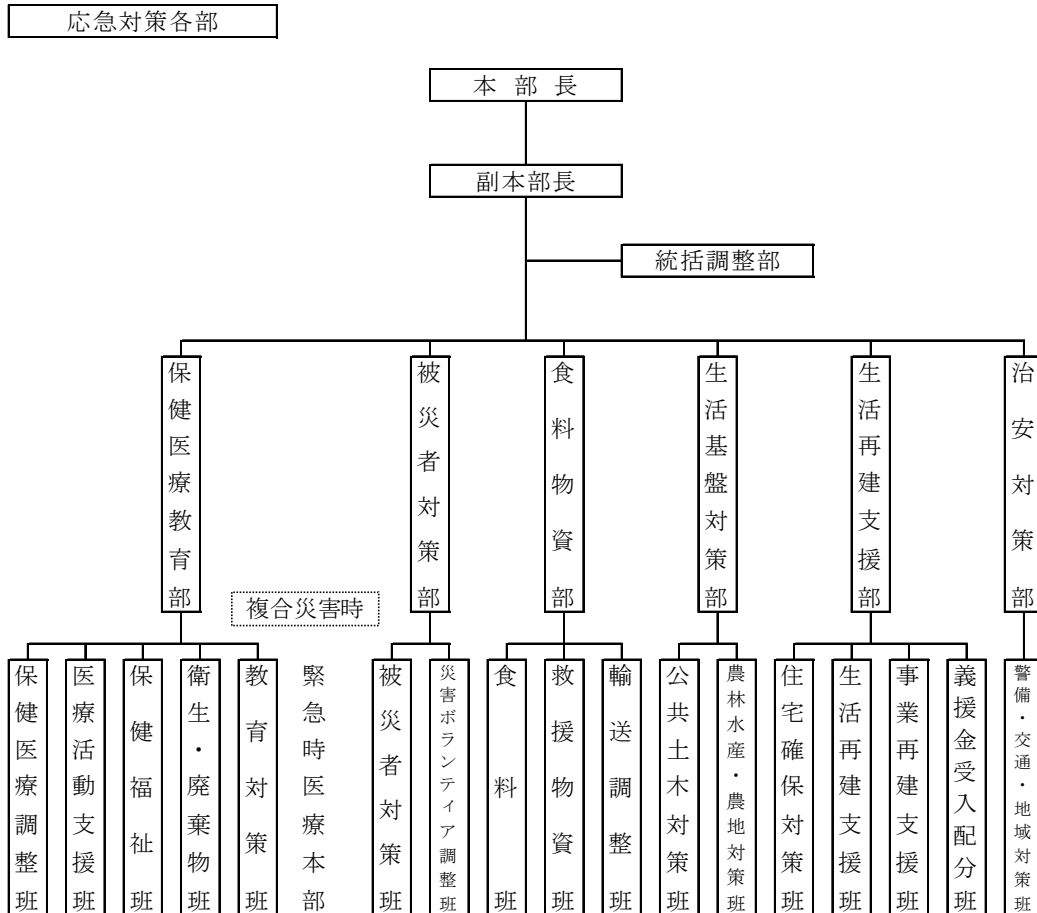 応急対策各部
本部長
副本部長
統括調整部
保健医療教育部
被災者対策部
食料物資部
生活基盤対策部
生活再建支援部
治安対策部
複合災害時
保健医療調整班
医療活動支援班
保健福祉班
衛生・廃棄物班
教育対策班
緊急時医療本部
被災者対策班
災害ボランティア調整班
食料班
救援物資班
輸送調整班
公共土木対策班
農林水産・農地対策班
住宅確保対策班
生活再建支援班
事業再建支援班
義援金受入配分班
警備・交通・地域対策班